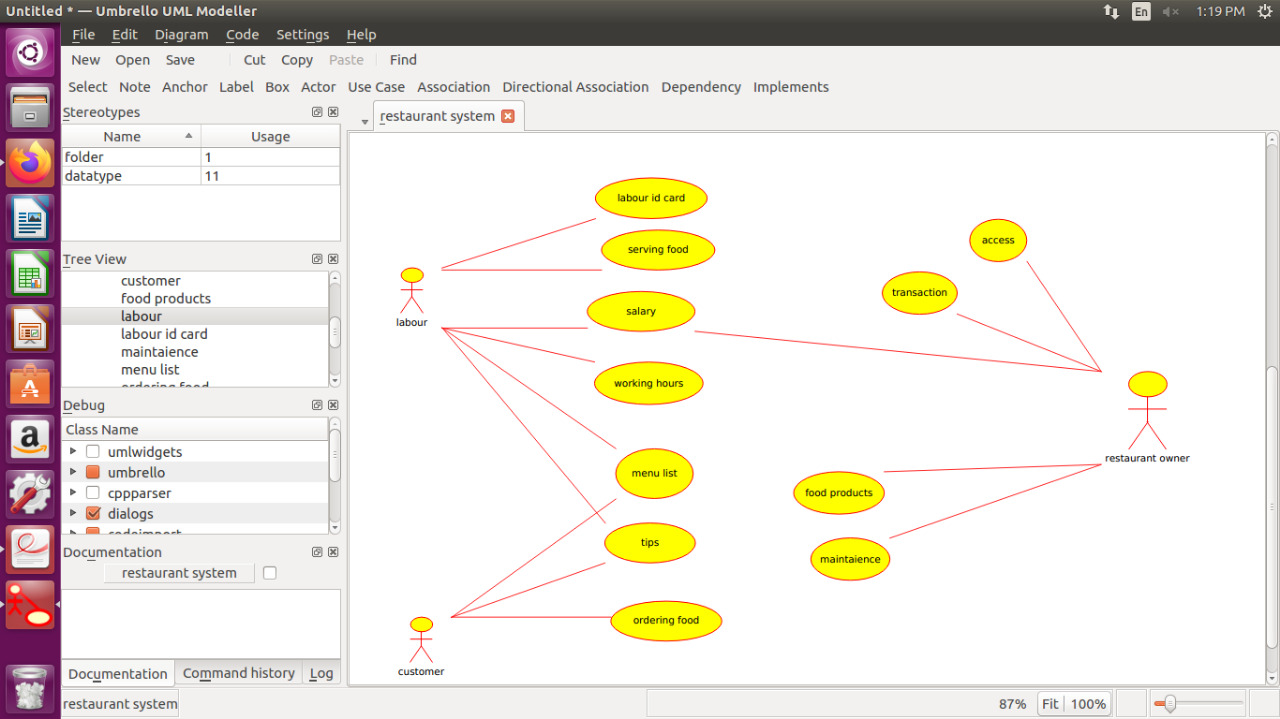 Untitled * — Umbrello UML Modeller
En
1:19 PM
File Edit Diagram Code Settings Help
New Open Save Cut Copy Paste Find
Select Note Anchor Label Box Actor Use Case Association Directional Association Dependency Implements
Stereotypes
Name Usage
folder 1
datatype 11
Tree View
customer
food products
labour
labour id card
maintaience
menu list
ordering food
Debug
Class Name
umlwidgets
umbrello
cppparser
dialogs
codeimport
Documentation
restaurant system
Documentation Command history Log
restaurant system
restaurant system
labour id card
serving food
access
transaction
labour
salary
working hours
restaurant owner
menu list
food products
tips
maintaience
ordering food
customer
87% Fit 100%